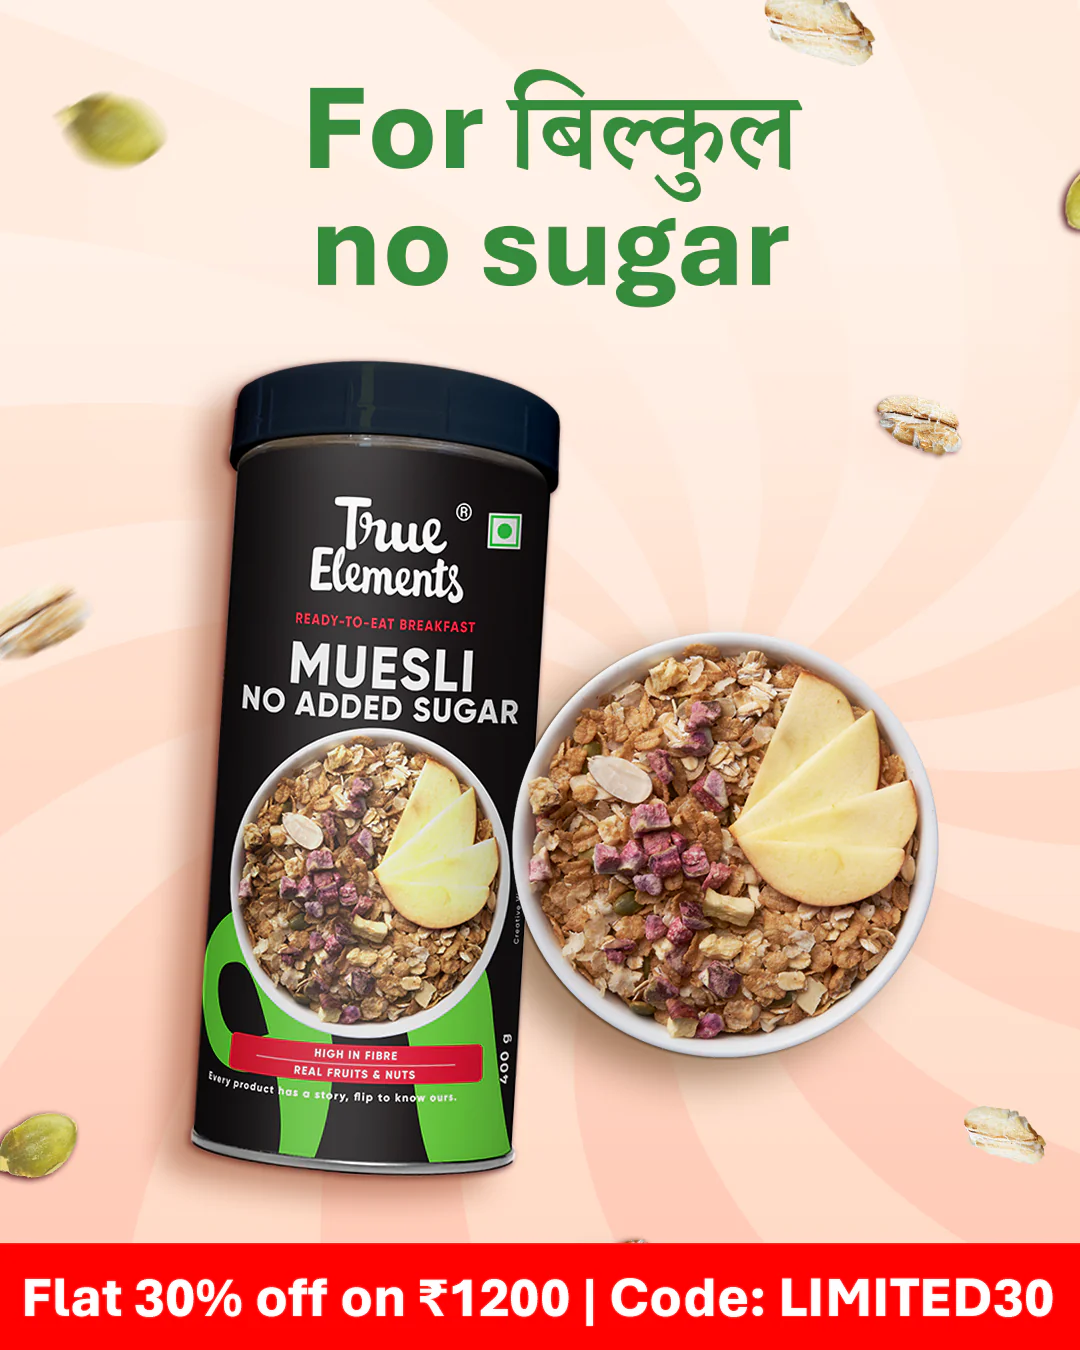 For बिल्कुल
no sugar
True ®
Elements
READY-TO-EAT BREAKFAST
MUESLI
NO ADDED SUGAR
HIGH IN FIBRE
REAL FRUITS & NUTS
Every product has a story, flip to know ours.
400 g
Flat 30% off on ₹1200 | Code: LIMITED30